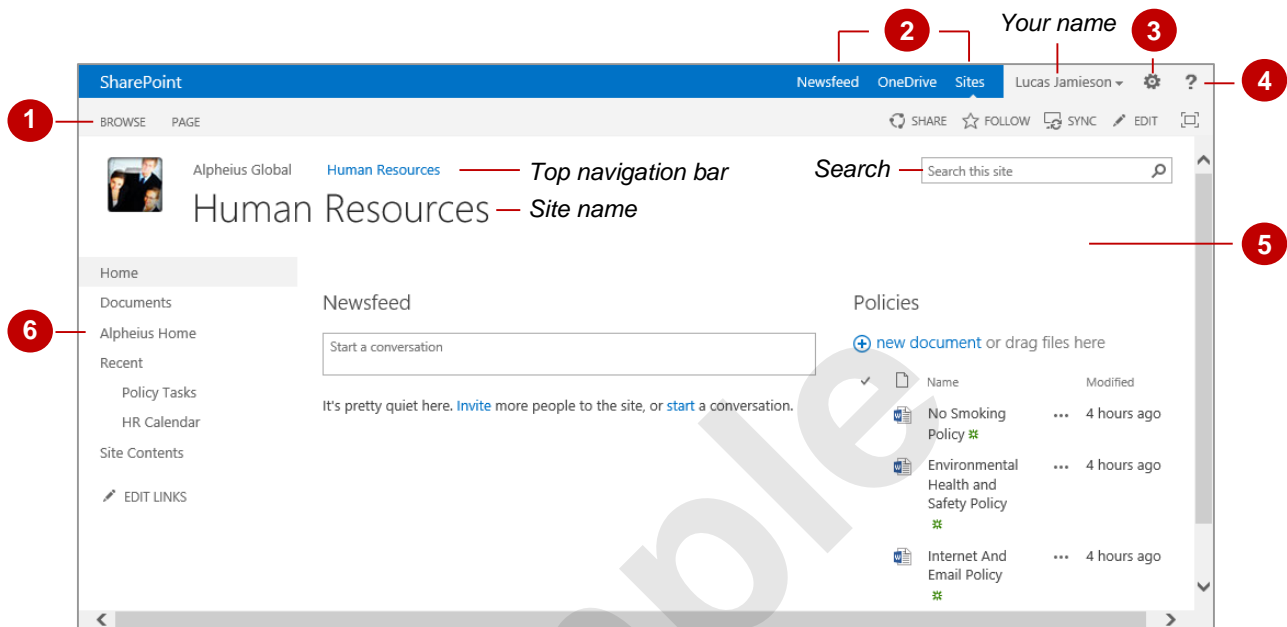 2 Your name 3
SharePoint Newsfeed OneDrive Sites Lucas Jamieson ? 4
1 BROWSE PAGE SHARE FOLLOW SYNC EDIT
Alpheius Global Human Resources Top navigation bar Search Search this site
Human Resources Site name
5
Home
Documents Newsfeed Policies
6 Alpheius Home Start a conversation new document or drag files here
Recent
Name Modified
Policy Tasks
It's pretty quiet here. Invite more people to the site, or start a conversation.
No Smoking ... 4 hours ago
HR Calendar
Policy
Site Contents
Environmental ... 4 hours ago
Health and
EDIT LINKS
Safety Policy
Internet And ... 4 hours ago
Email Policy
ple